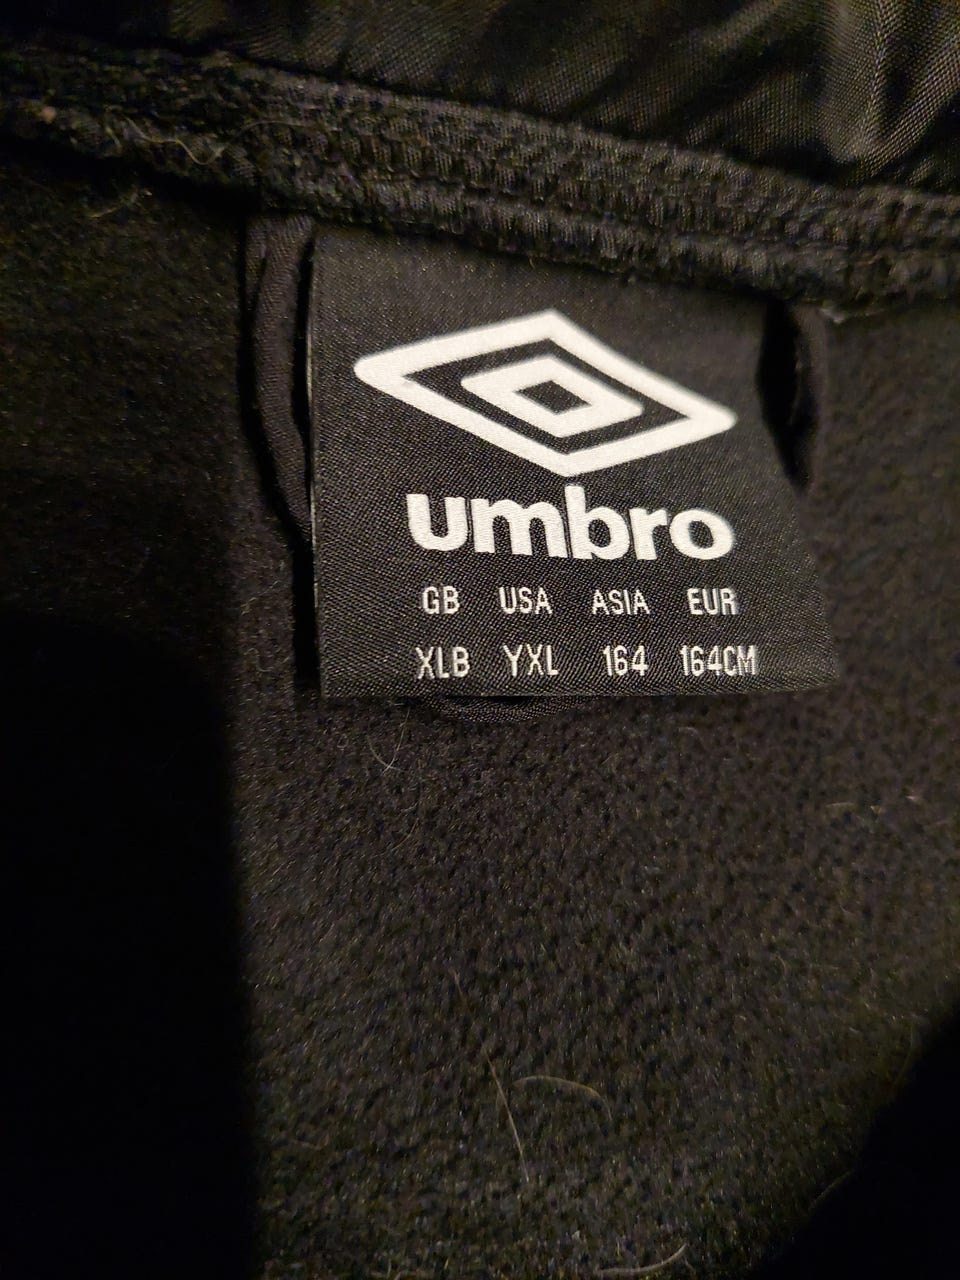 umbro
GB USA ASIA EUR
XLB YXL 164 164CM